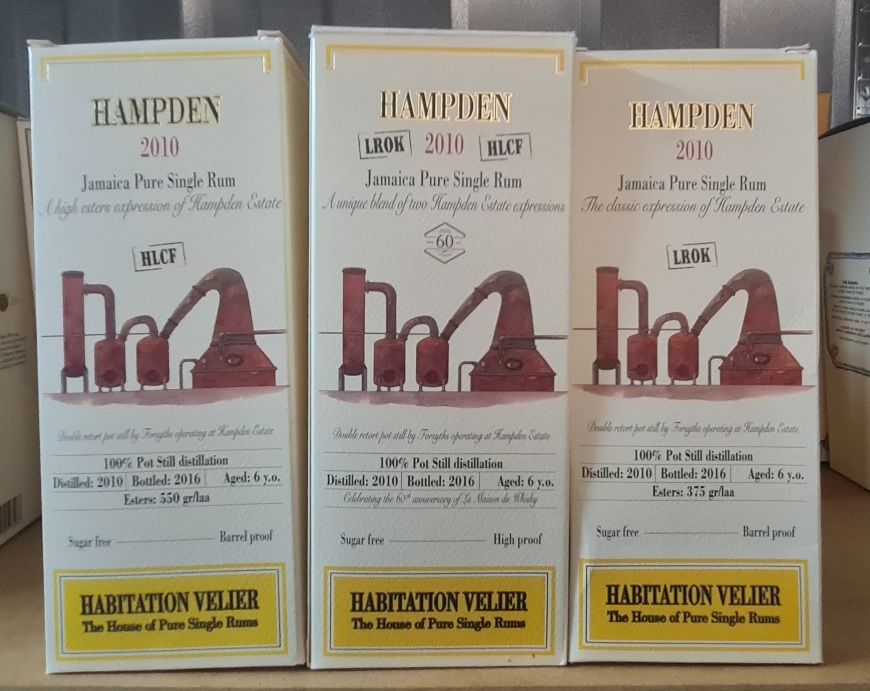 HAMPDEN
2010
Jamaica Pure Single Rum
A high esters expression of Hampden Estate
HLCF
Double retort pot still by Forsyths operating at Hampden Estate
100% Pot Still distillation
Distilled: 2010 Bottled: 2016 Aged: 6 y.o.
Esters: 550 gr/laa
Sugar free Barrel proof
HABITATION VELIER
The House of Pure Single Rums
HAMPDEN
LROK 2010 HLCF
Jamaica Pure Single Rum
A unique blend of two Hampden Estate expressions
60
Double retort pot still by Forsyths operating at Hampden Estate
100% Pot Still distillation
Distilled: 2010 Bottled: 2016 Aged: 6 y.o.
Celebrating the 60th anniversary of La Maison du Whisky
Sugar free High proof
HABITATION VELIER
The House of Pure Single Rums
HAMPDEN
2010
Jamaica Pure Single Rum
The classic expression of Hampden Estate
LROK
Double retort pot still by Forsyths operating at Hampden Estate
100% Pot Still distillation
Distilled: 2010 Bottled: 2016 Aged: 6 y.o.
Esters: 375 gr/laa
Sugar free Barrel proof
HABITATION VELIER
The House of Pure Single Rums